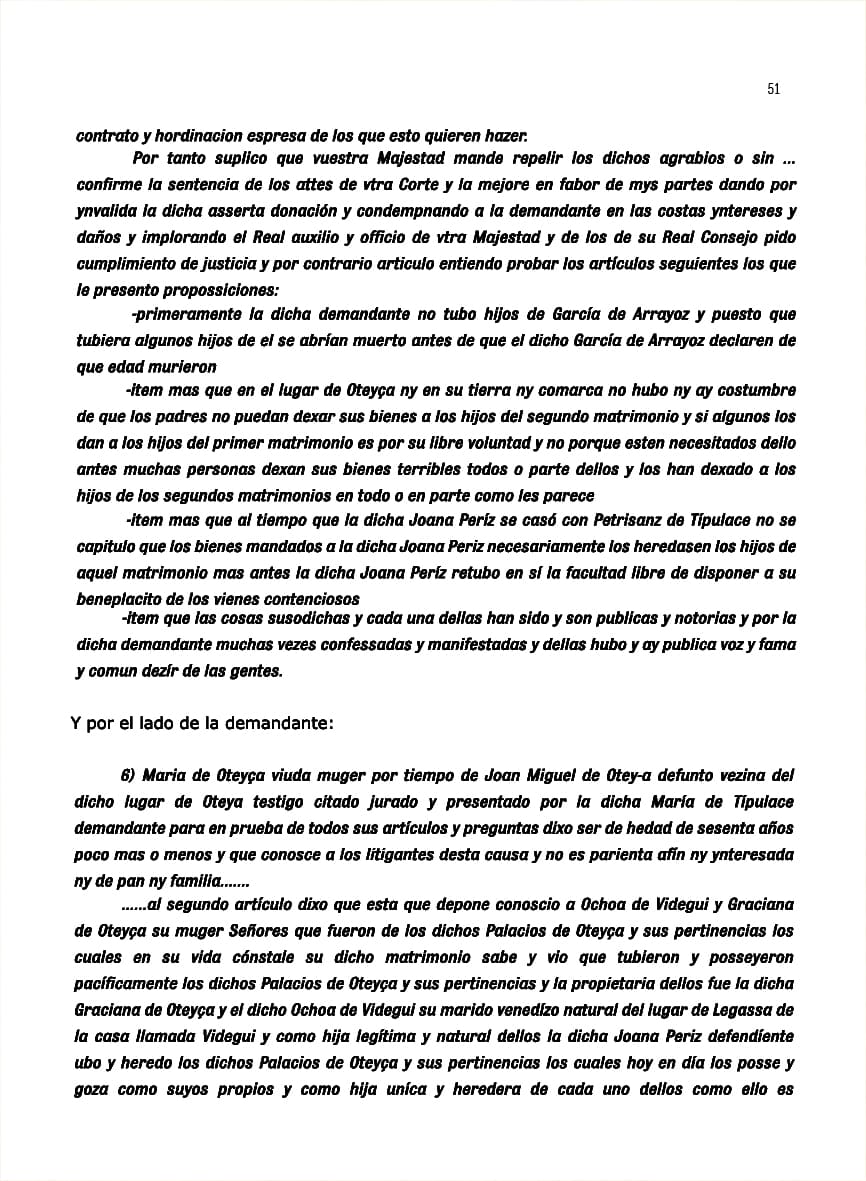 51
contrato y hordinacion espresa de los que esto quieren hazer.
Por tanto suplico que vuestra Majestad mande repelir los dichos agrabios o sin ...
confirme la sentencia de los attes de vtra Corte y la mejore en fabor de mys partes dando por
ynvalida la dicha asserta donación y condempnando a la demandante en las costas yntereses y
daños y implorando el Real auxilio y officio de vtra Majestad y de los de su Real Consejo pido
cumplimiento de justicia y por contrario articulo entiendo probar los artículos seguientes los que
le presento propossiciones:
-primeramente la dicha demandante no tubo hijos de García de Arrayoz y puesto que
tubiera algunos hijos de el se abrían muerto antes de que el dicho García de Arrayoz declaren de
que edad murieron
-item mas que en el lugar de Oteyça ny en su tierra ny comarca no hubo ny ay costumbre
de que los padres no puedan dexar sus bienes a los hijos del segundo matrimonio y si algunos los
dan a los hijos del primer matrimonio es por su libre voluntad y no porque esten necesitados dello
antes muchas personas dexan sus bienes terribles todos o parte dellos y los han dexado a los
hijos de los segundos matrimonios en todo o en parte como les parece
-item mas que al tiempo que la dicha Joana Períz se casó con Petrisanz de Típulace no se
capitulo que los bienes mandados a la dicha Joana Periz necesariamente los heredasen los hijos de
aquel matrimonio mas antes la dicha Joana Períz retubo en sí la facultad libre de disponer a su
beneplacito de los vienes contenciosos
-item que las cosas susodichas y cada una dellas han sido y son publicas y notorias y por la
dicha demandante muchas vezes confessadas y manifestadas y dellas hubo y ay publica voz y fama
y comun dezír de las gentes.
Y por el lado de la demandante:
6) Maria de Oteyça viuda muger por tiempo de Joan Miguel de Otey-a defunto vezina del
dicho lugar de Oteya testigo citado jurado y presentado por la dicha María de Típulace
demandante para en prueba de todos sus artículos y preguntas dixo ser de hedad de sesenta años
poco mas o menos y que conosce a los litigantes desta causa y no es parienta afín ny ynteresada
ny de pan ny familia.......
......al segundo artículo dixo que esta que depone conoscio a Ochoa de Videgui y Graciana
de Oteyça su muger Señores que fueron de los dichos Palacios de Oteyça y sus pertinencias los
cuales en su vida cónstale su dicho matrimonio sabe y vio que tubieron y posseyeron
pacíficamente los dichos Palacios de Oteyça y sus pertinencias y la propietaria dellos fue la dicha
Graciana de Oteyça y el dicho Ochoa de Videgui su marido venedízo natural del lugar de Legassa de
la casa llamada Videgui y como hija legítima y natural dellos la dicha Joana Periz defendíente
ubo y heredo los dichos Palacios de Oteyça y sus pertinencias los cuales hoy en día los posse y
goza como suyos propios y como hija uníca y heredera de cada uno dellos como ello es